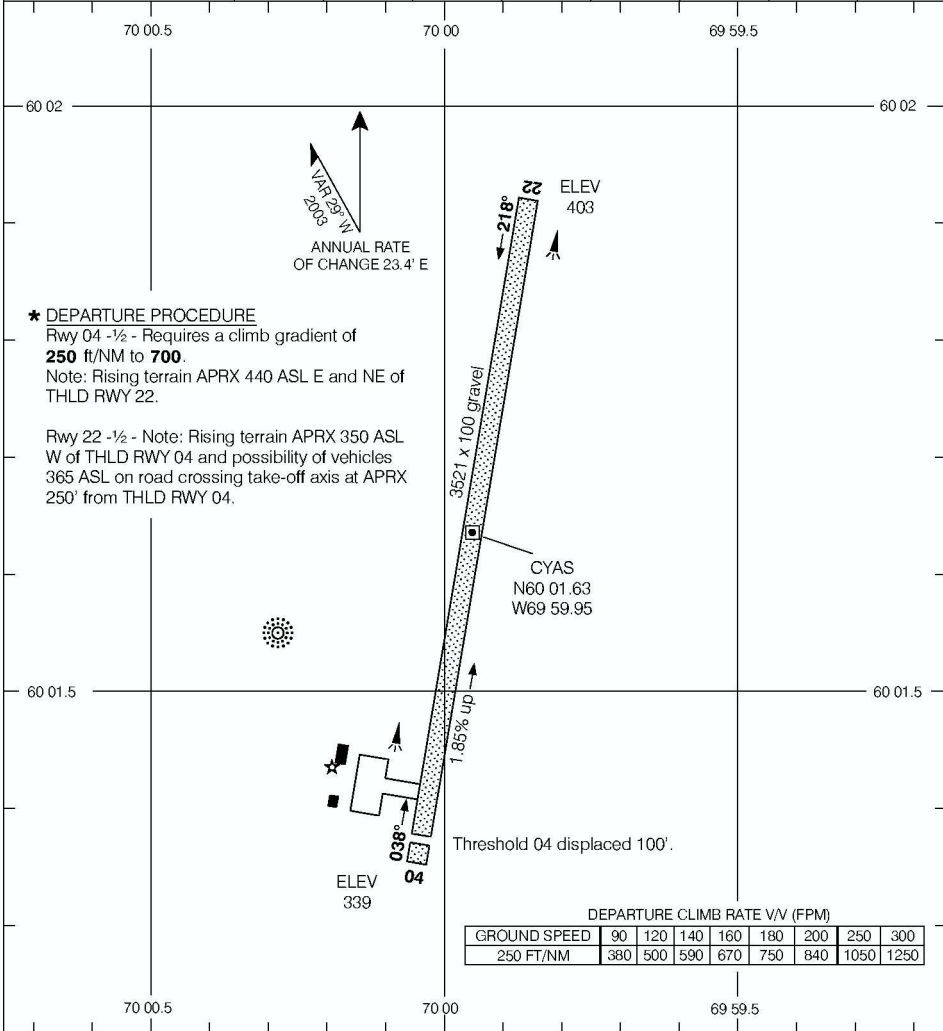 70 00.5 70 00 69 59.5
60 02 60 02
VAR 29° W
2003
ANNUAL RATE
OF CHANGE 23.4' E
218°
22
ELEV
403
* DEPARTURE PROCEDURE
Rwy 04 -½ - Requires a climb gradient of
250 ft/NM to 700.
Note: Rising terrain APRX 440 ASL E and NE of
THLD RWY 22.
Rwy 22 -½ - Note: Rising terrain APRX 350 ASL
W of THLD RWY 04 and possibility of vehicles
365 ASL on road crossing take-off axis at APRX
250' from THLD RWY 04.
3521 x 100 gravel
CYAS
N60 01.63
W69 59.95
60 01.5 60 01.5
1.85% up
038°
04
Threshold 04 displaced 100'.
ELEV
339
DEPARTURE CLIMB RATE V/V (FPM)
GROUND SPEED 90 120 140 160 180 200 250 300
250 FT/NM 380 500 590 670 750 840 1050 1250
70 00.5 70 00 69 59.5